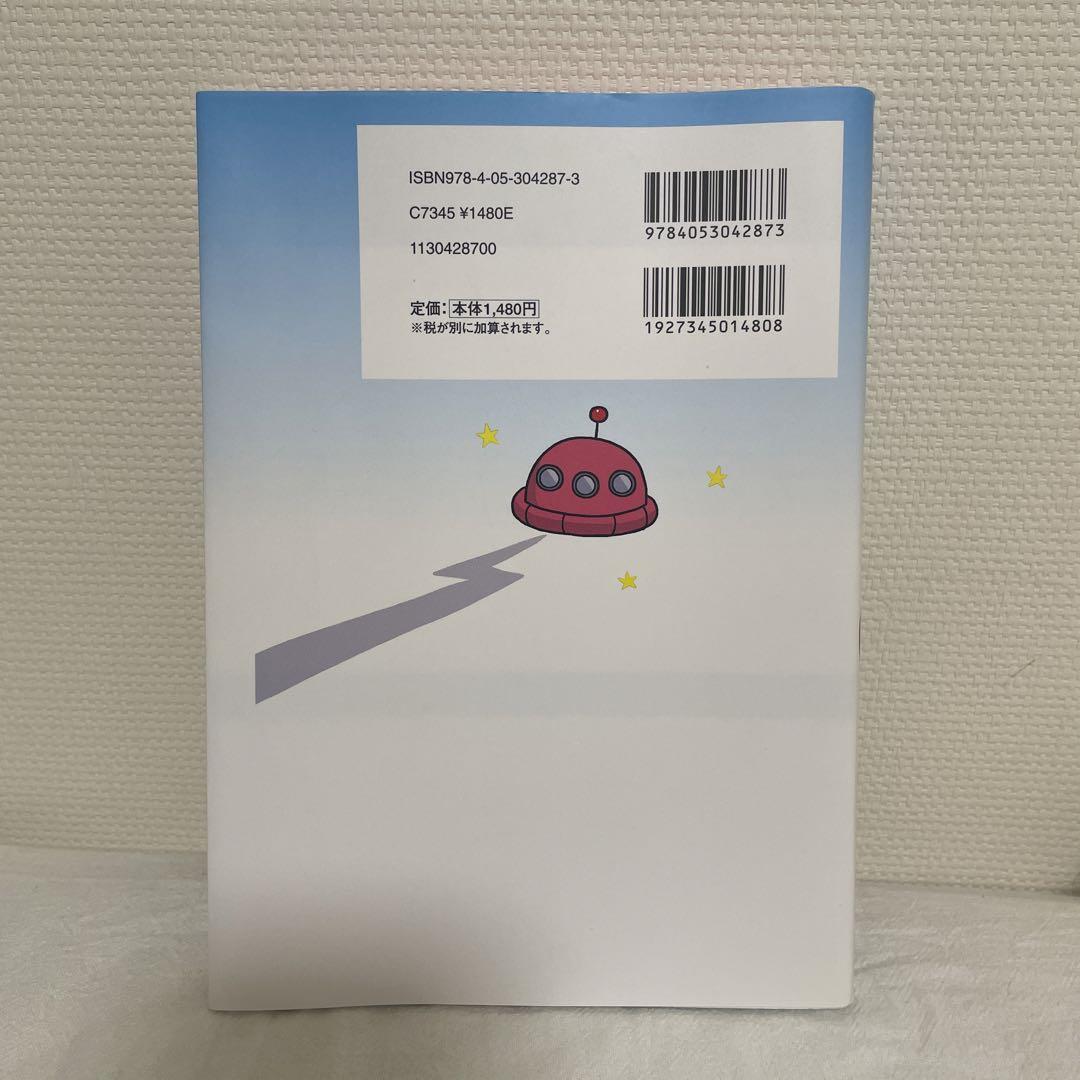 ISBN978-4-05-304287-3
C7345 ¥1480E
1130428700
定価：本体1,480円
※税が別に加算されます。
9784053042873
1927345014808